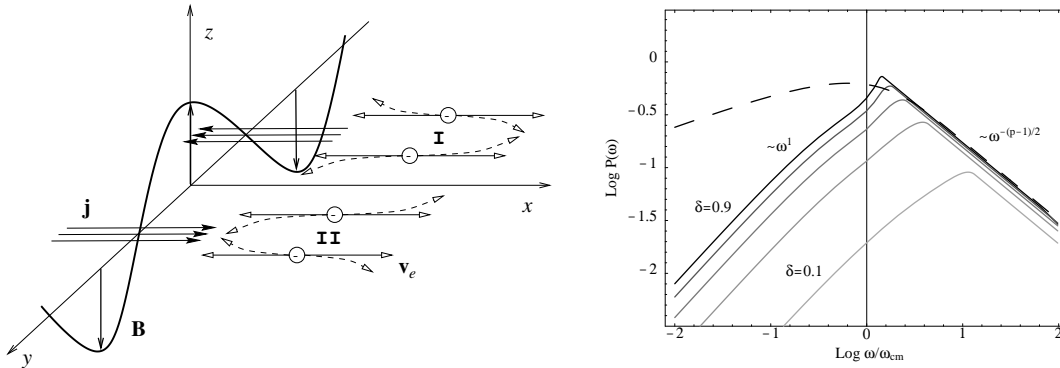 z
I
x
j
II
v_e
B
y
Log P(ω)
0
−0.5
−1
−1.5
−2
~ω^1
~ω^−(p−1)/2
δ=0.9
δ=0.1
−2
−1
0
1
2
Log ω/ω_cm